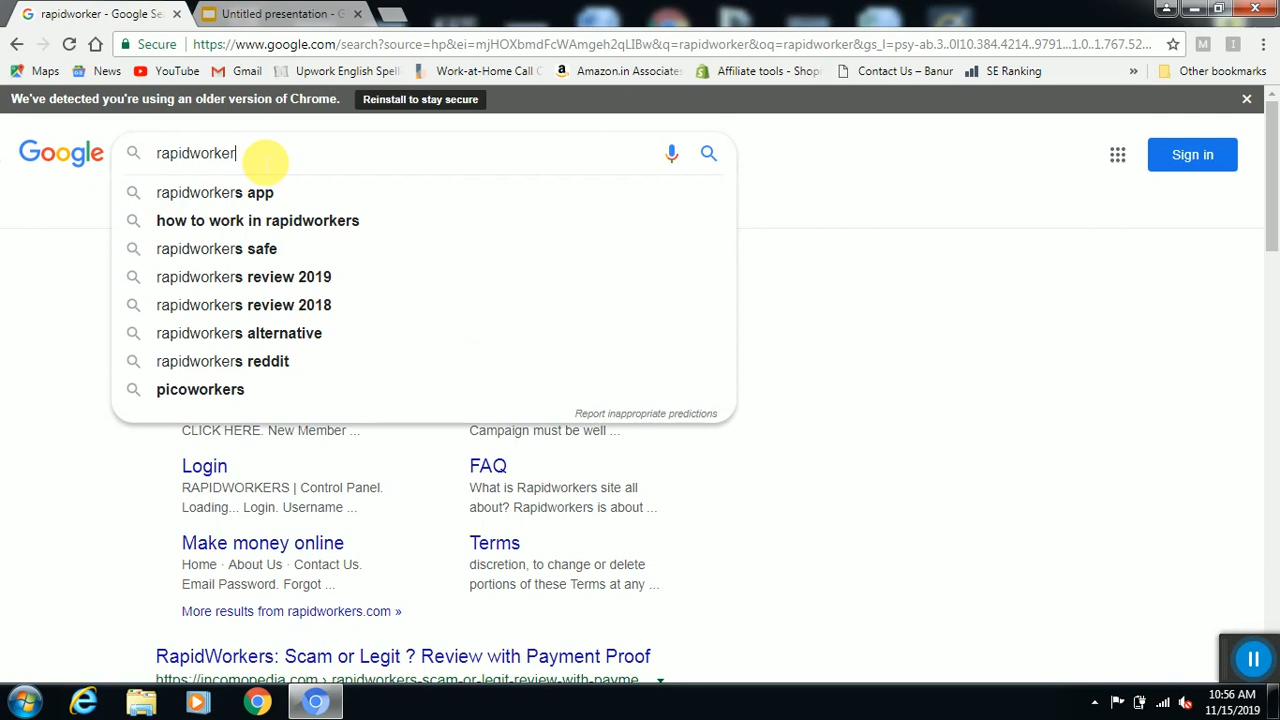 rapidworker - Google Se
Untitled presentation - G
Secure
https://www.google.com/search?source=hp&ei=mjHOXbmdFcWAmgeh2qLIBw&q=rapidworker&oq=rapidworker&gs_l=psy-ab.3..0l10.384.4214..9791...1.0..1.767.52...
Maps
News
YouTube
Gmail
Upwork English Spell
Work-at-Home Call C
Amazon.in Associates
Affiliate tools - Shopi
Contact Us – Banur
SE Ranking
»
Other bookmarks
We've detected you're using an older version of Chrome.
Reinstall to stay secure
Google
rapidworker
Sign in
rapidworkers app
how to work in rapidworkers
rapidworkers safe
rapidworkers review 2019
rapidworkers review 2018
rapidworkers alternative
rapidworkers reddit
picoworkers
Report inappropriate predictions
CLICK HERE. New Member ...
Campaign must be well ...
Login
RAPIDWORKERS | Control Panel.
Loading... Login. Username ...
FAQ
What is Rapidworkers site all
about? Rapidworkers is about ...
Make money online
Home · About Us · Contact Us.
Email Password. Forgot ...
Terms
discretion, to change or delete
portions of these Terms at any ...
More results from rapidworkers.com »
RapidWorkers: Scam or Legit ? Review with Payment Proof
https://incomopedia.com › rapidworkers-scam-or-legit-review-with-payme...
10:56 AM
11/15/2019